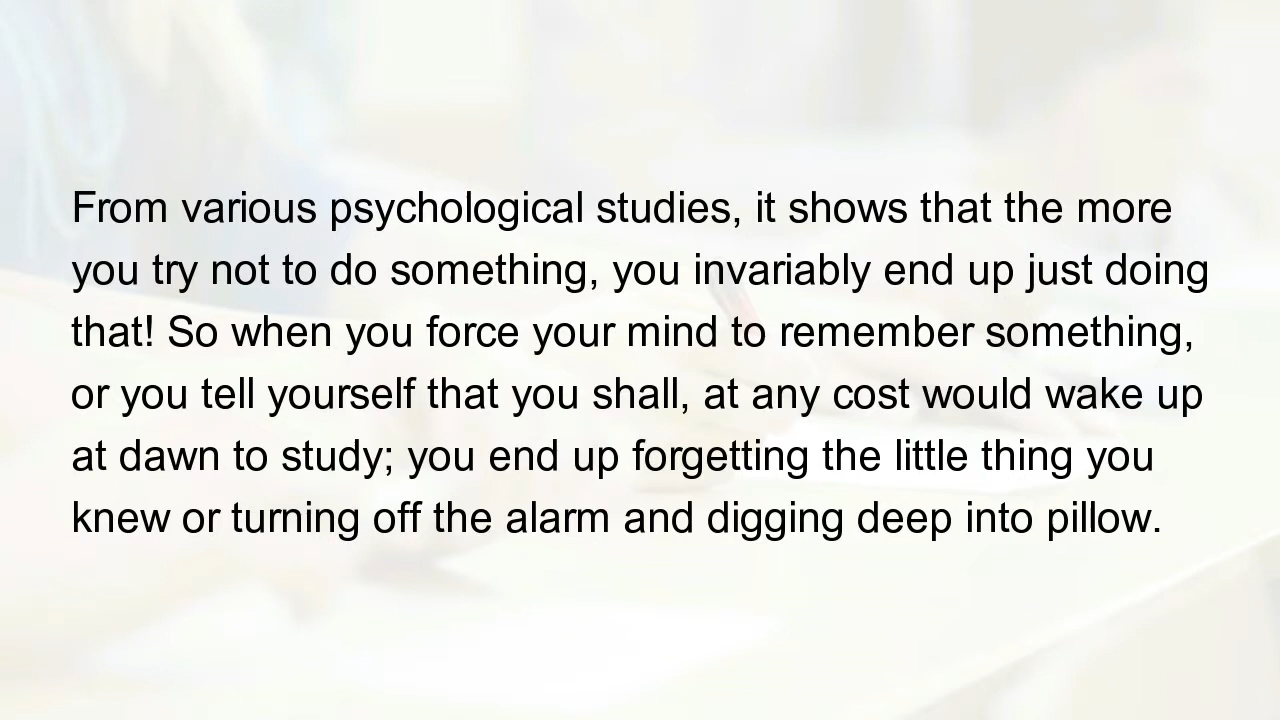 From various psychological studies, it shows that the more
you try not to do something, you invariably end up just doing
that! So when you force your mind to remember something,
or you tell yourself that you shall, at any cost would wake up
at dawn to study; you end up forgetting the little thing you
knew or turning off the alarm and digging deep into pillow.